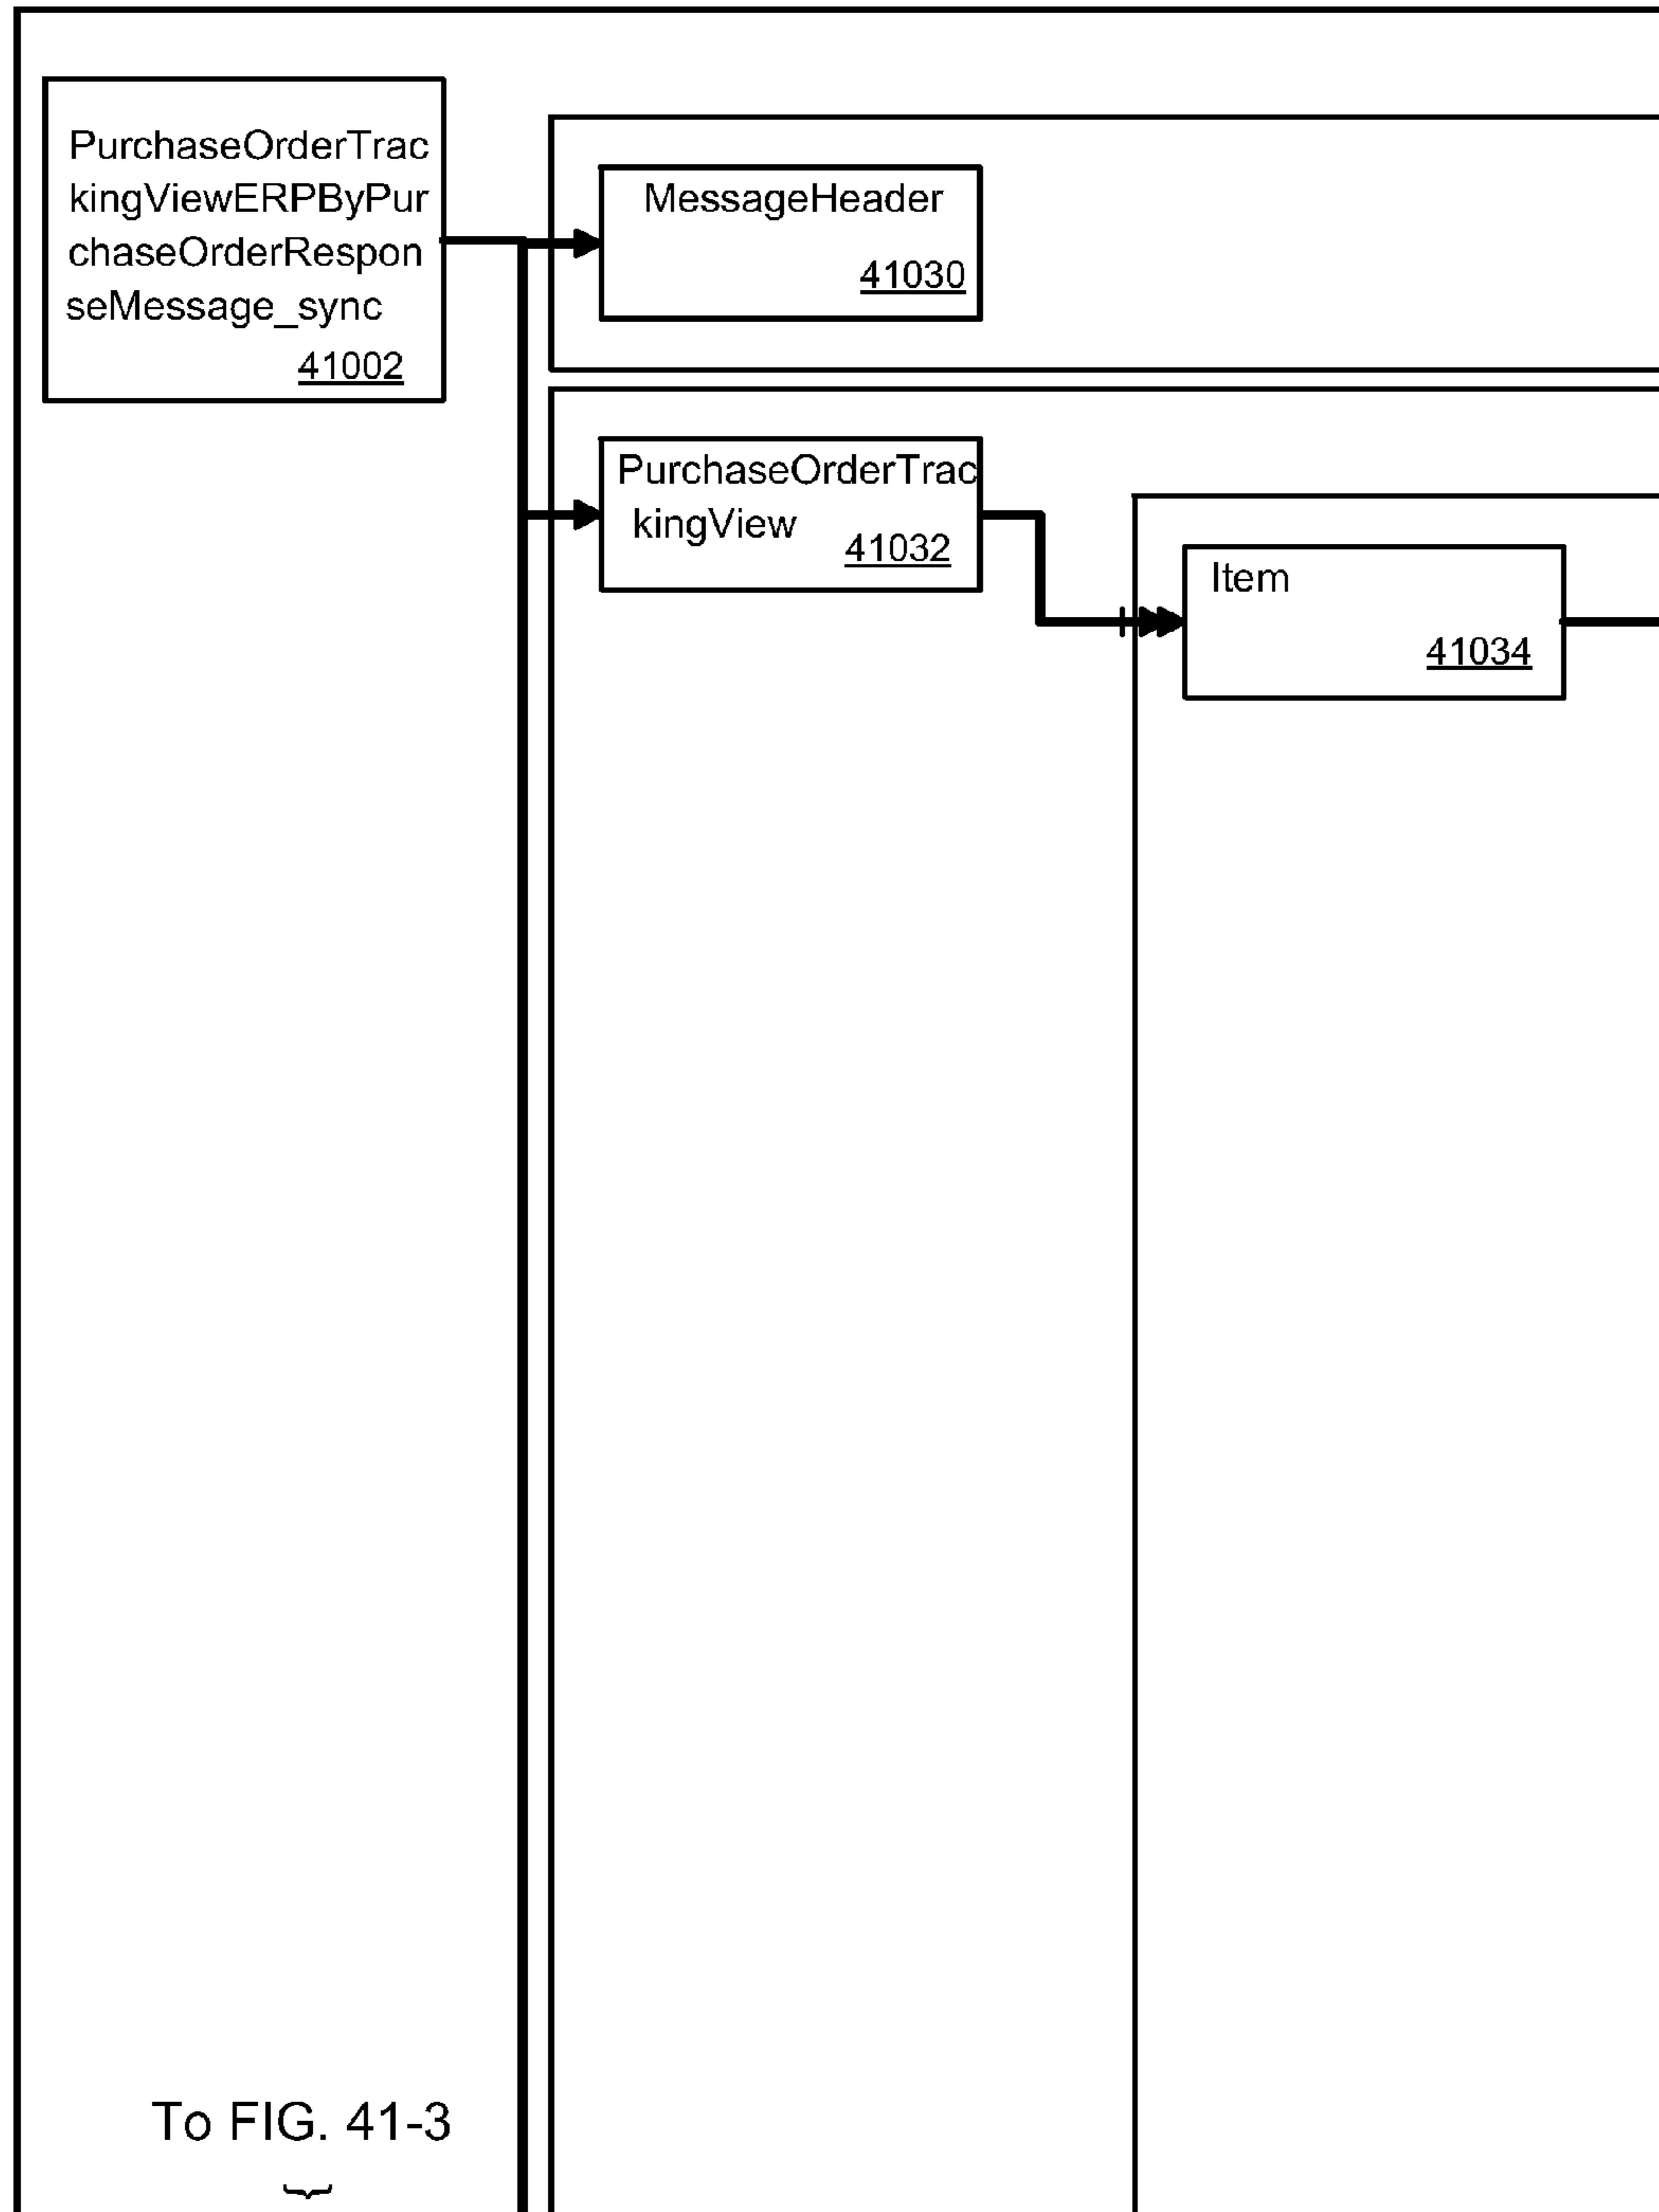 PurchaseOrderTrac
kingViewERPByPur
chaseOrderRespon
seMessage_sync
41002
MessageHeader
41030
PurchaseOrderTrac
kingView
41032
Item
41034
To FIG. 41-3